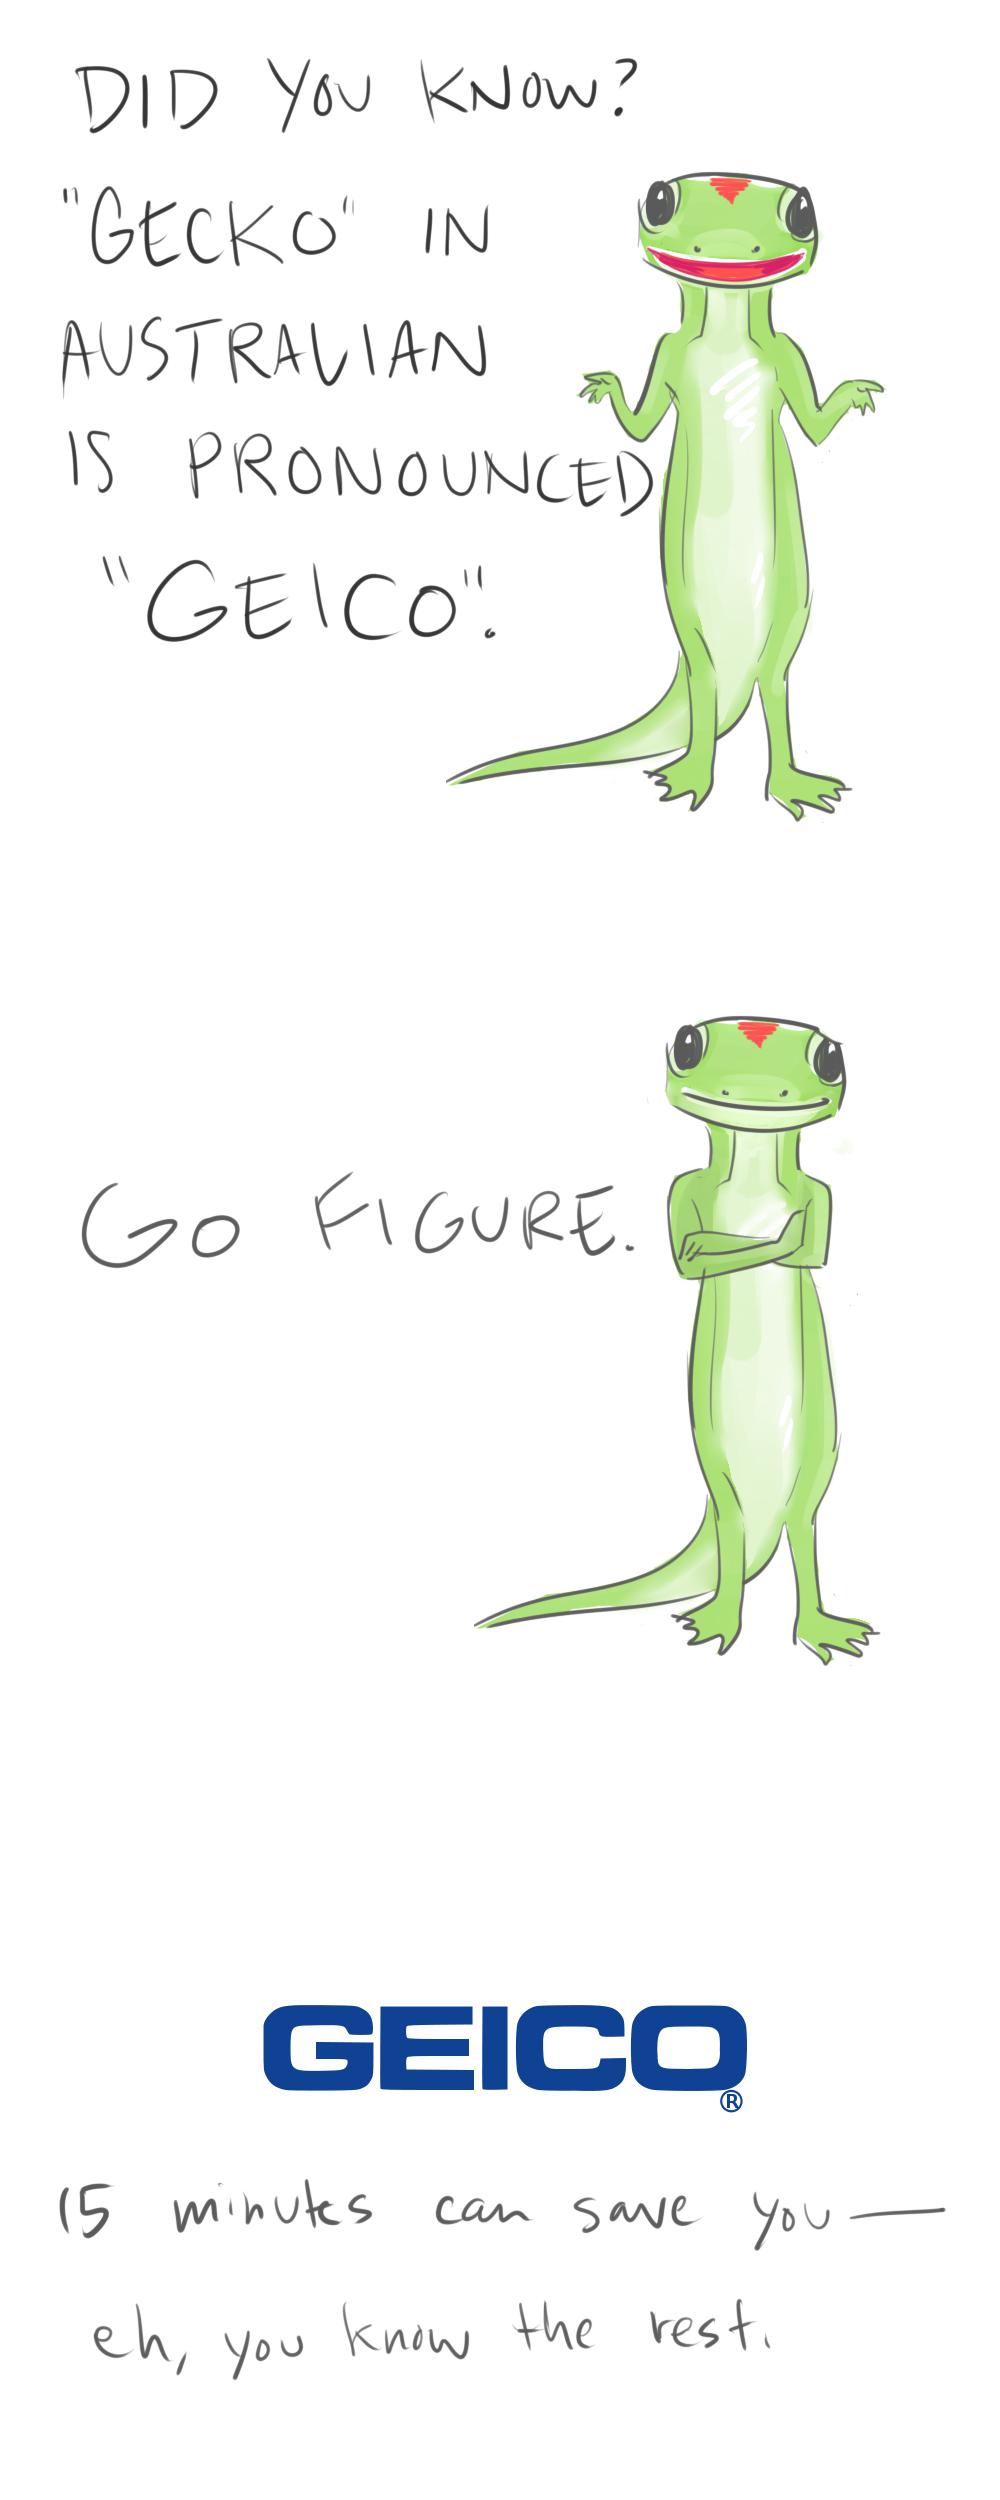 DID YOU KNOW?
"GECKO" IN
AUSTRALIAN
IS PRONOUNCED
"GEICO".
GO FIGURE.
GEICO®
15 minutes can save you—
eh, you know the rest.